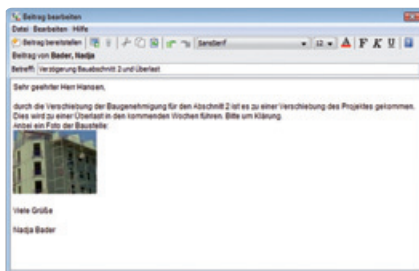 Beitrag bearbeiten
Datei Bearbeiten Hilfe
Beitrag bereitstellen SansSerif 12 A F K U
Beitrag von Bader, Nadja
Betreff: Verzögerung Bauabschnitt 2 und Überlast
Sehr geehrter Herr Hansen,
durch die Verschiebung der Baugenehmigung für den Abschnitt 2 ist es zu einer Verschiebung des Projektes gekommen.
Dies wird zu einer Überlast in den kommenden Wochen führen. Bitte um Klärung.
Anbei ein Foto der Baustelle:
Viele Grüße
Nadja Bader